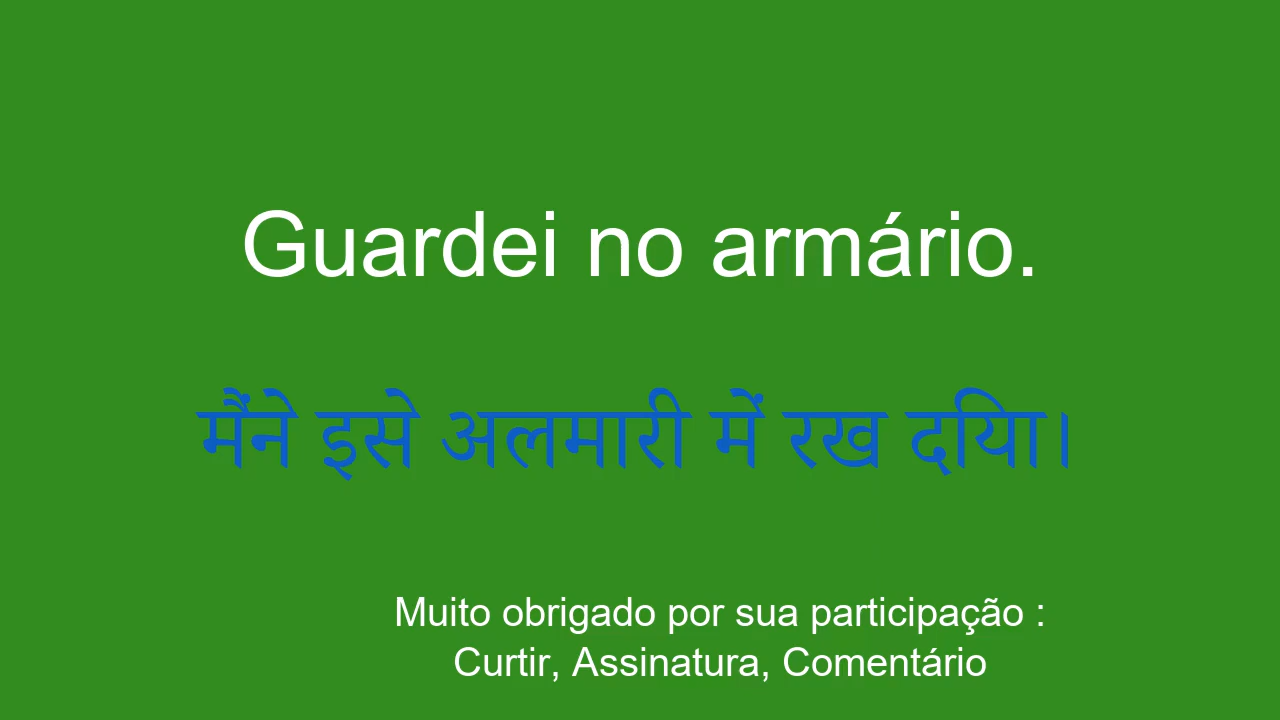 Guardei no armário.
मैंने इसे अलमारी में रख दिया।
Muito obrigado por sua participação :
Curtir, Assinatura, Comentário